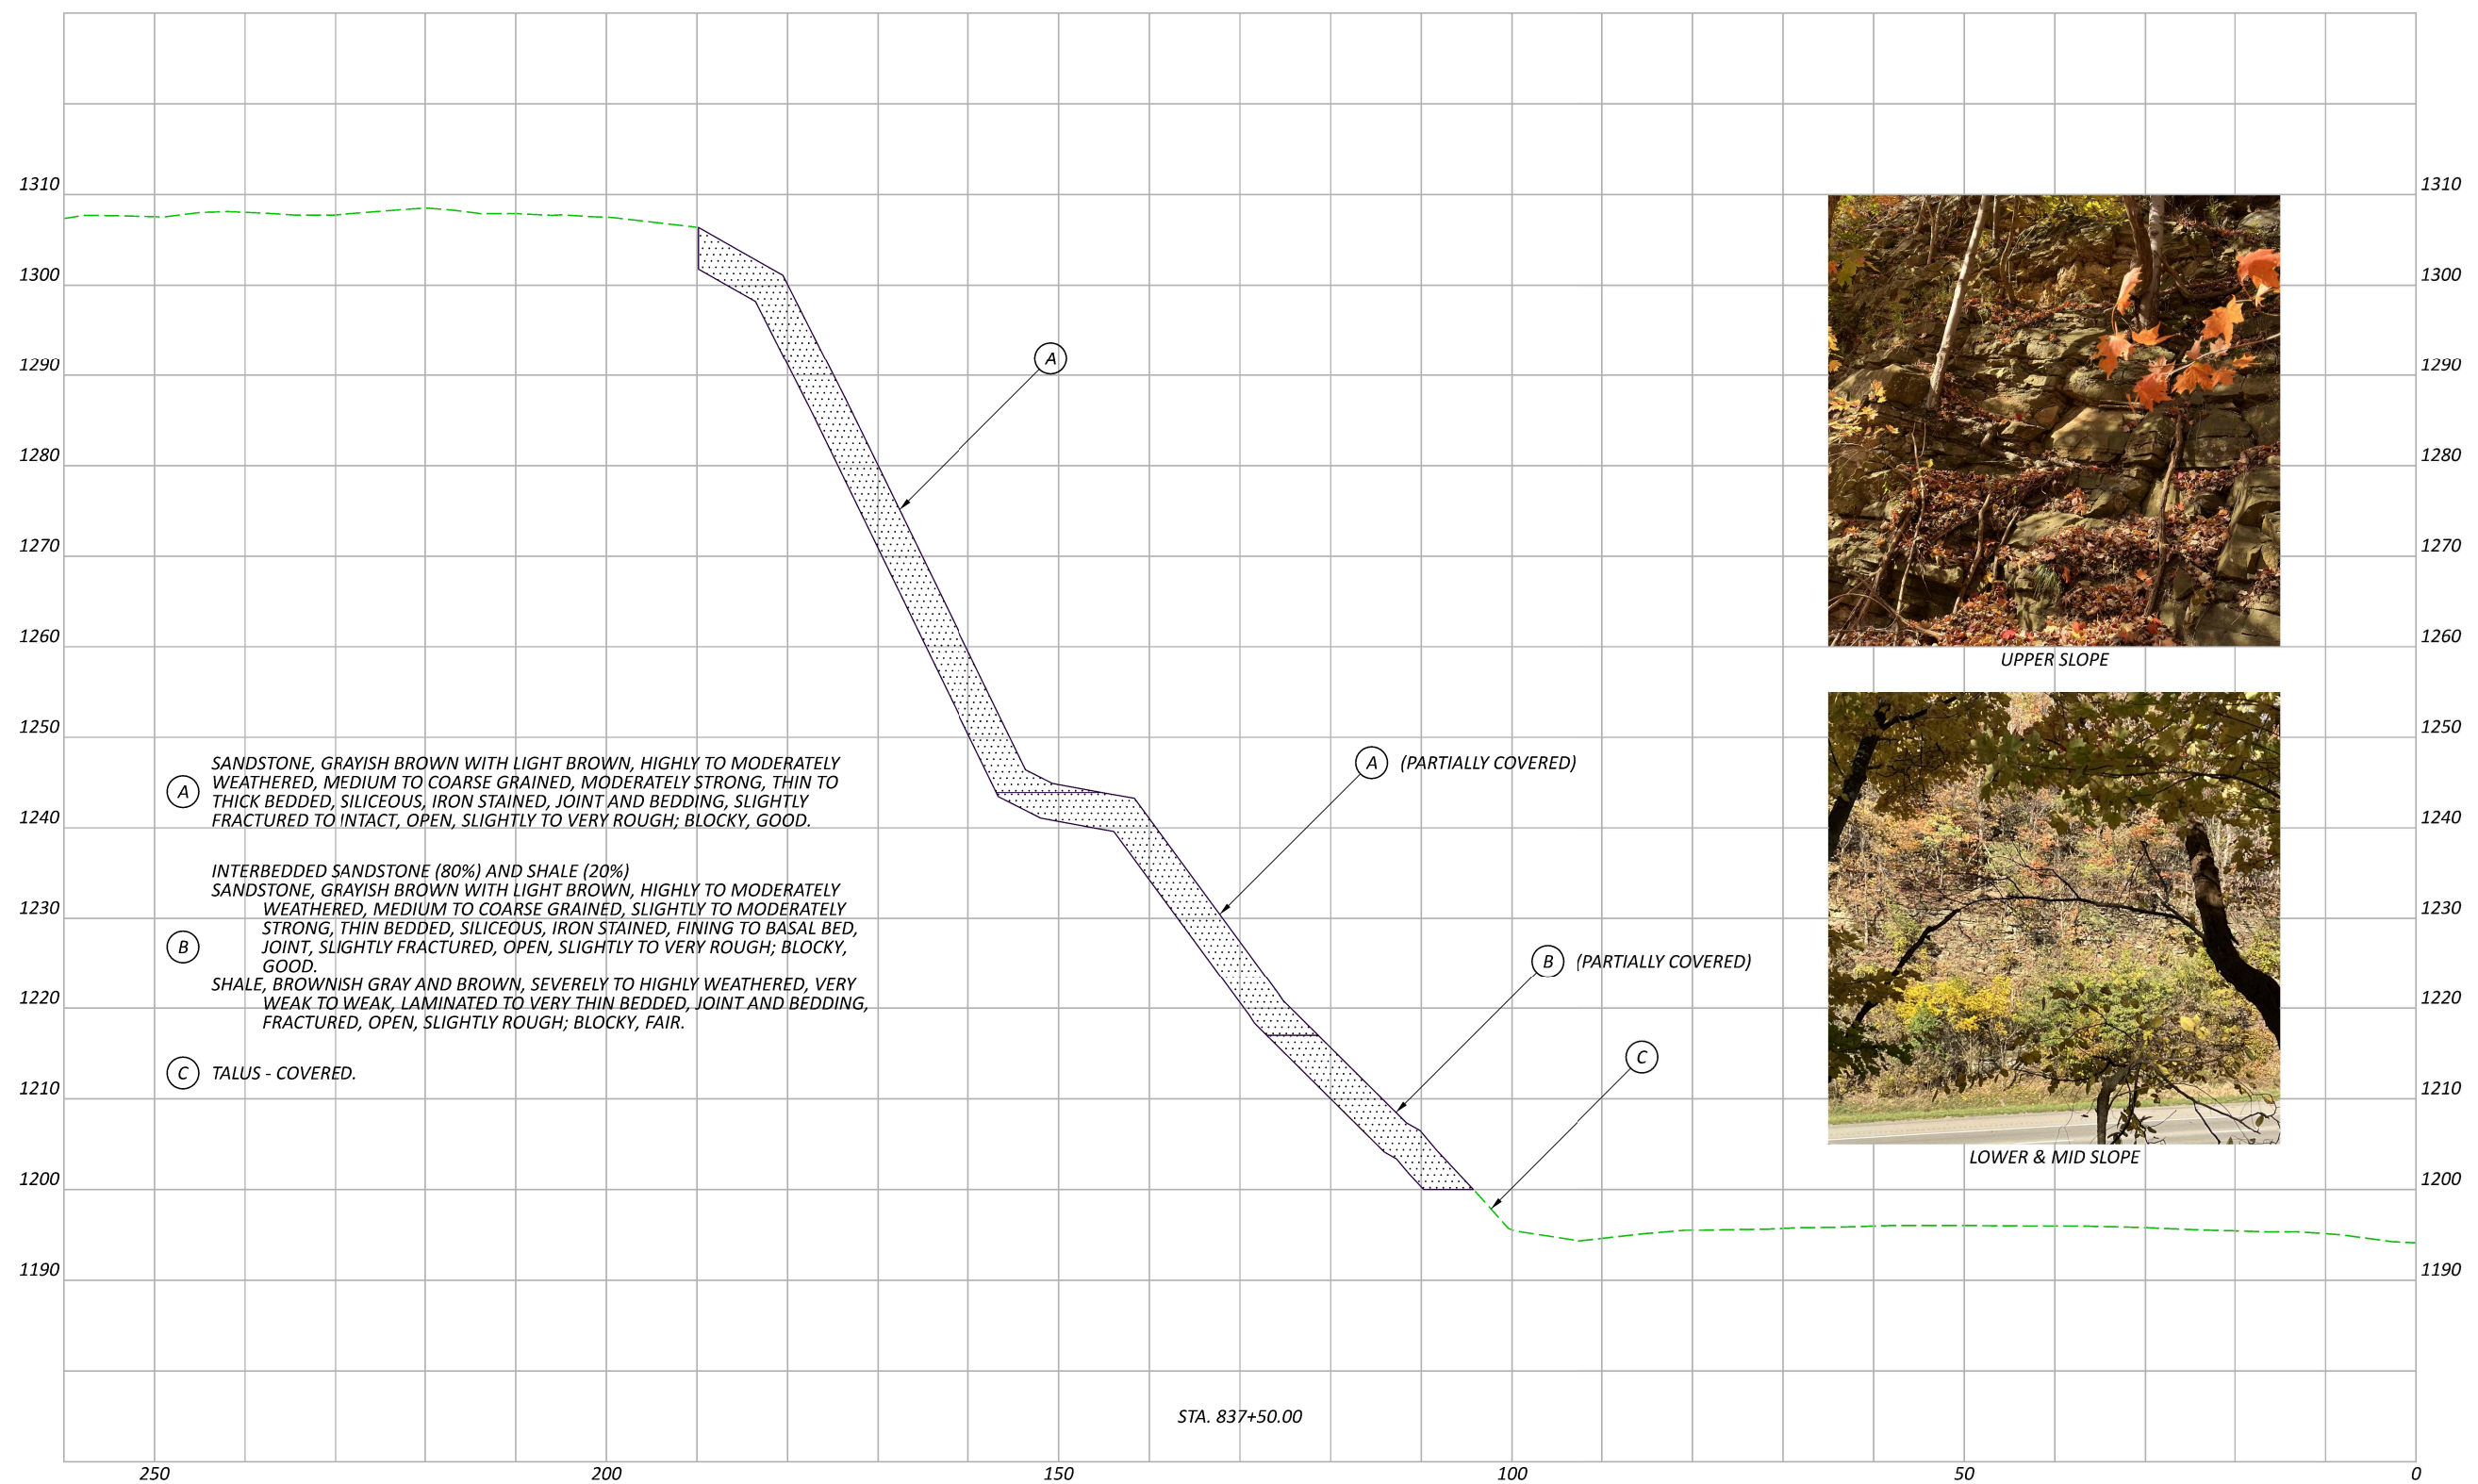 1310 1310
1300 1300
A
1290 1290
1280 1280
1270 1270
1260 1260
UPPER SLOPE
1250 1250
A (PARTIALLY COVERED)
A
SANDSTONE, GRAYISH BROWN WITH LIGHT BROWN, HIGHLY TO MODERATELY
WEATHERED, MEDIUM TO COARSE GRAINED, MODERATELY STRONG, THIN TO
THICK BEDDED, SILICEOUS, IRON STAINED, JOINT AND BEDDING, SLIGHTLY
FRACTURED TO INTACT, OPEN, SLIGHTLY TO VERY ROUGH; BLOCKY, GOOD.
1240 1240
B
INTERBEDDED SANDSTONE (80%) AND SHALE (20%)
SANDSTONE, GRAYISH BROWN WITH LIGHT BROWN, HIGHLY TO MODERATELY
WEATHERED, MEDIUM TO COARSE GRAINED, SLIGHTLY TO MODERATELY
STRONG, THIN BEDDED, SILICEOUS, IRON STAINED, FINING TO BASAL BED,
JOINT, SLIGHTLY FRACTURED, OPEN, SLIGHTLY TO VERY ROUGH; BLOCKY,
GOOD.
SHALE, BROWNISH GRAY AND BROWN, SEVERELY TO HIGHLY WEATHERED, VERY
WEAK TO WEAK, LAMINATED TO VERY THIN BEDDED, JOINT AND BEDDING,
FRACTURED, OPEN, SLIGHTLY ROUGH; BLOCKY, FAIR.
1230 1230
B (PARTIALLY COVERED)
1220 1220
C
C TALUS - COVERED.
1210 1210
LOWER & MID SLOPE
1200 1200
1190 1190
STA. 837+50.00
250 200 150 100 50 0